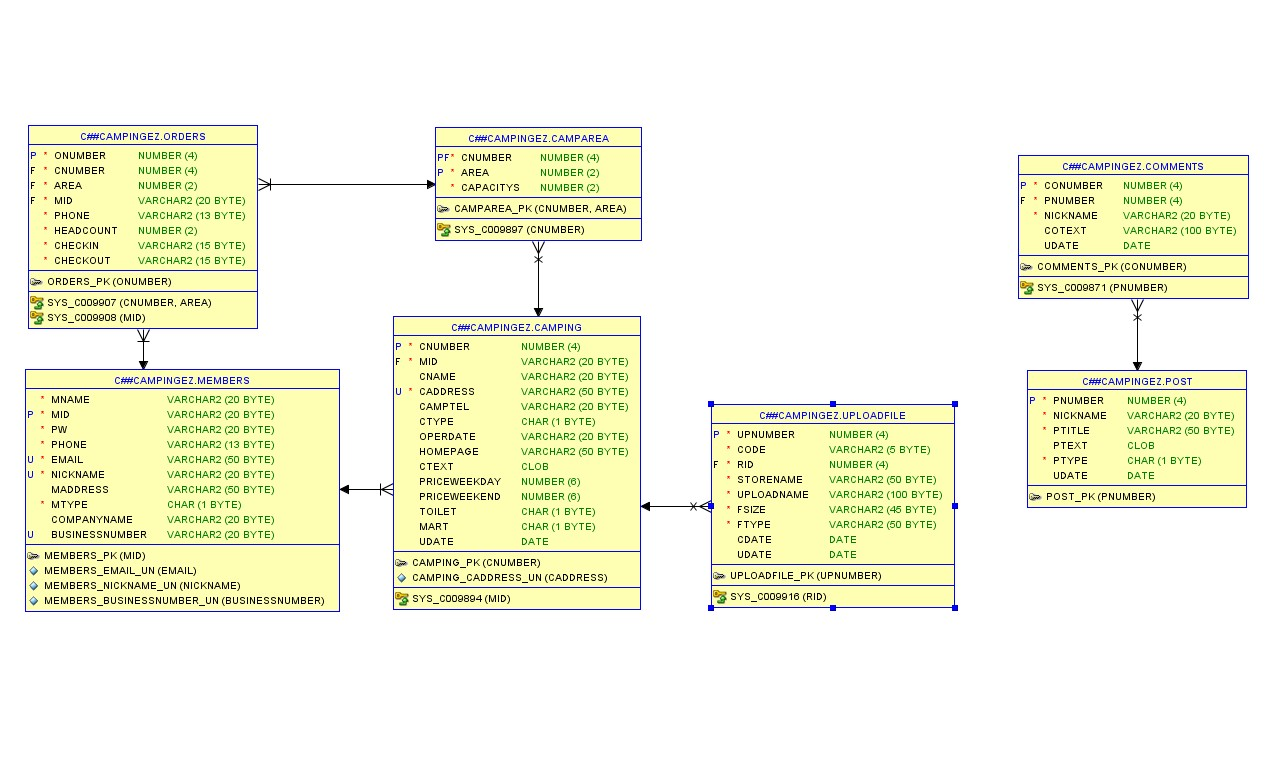 C##CAMPINGEZ.ORDERS
P * ONUMBER NUMBER (4)
F * CNUMBER NUMBER (4)
F * AREA NUMBER (2)
F * MID VARCHAR2 (20 BYTE)
* PHONE VARCHAR2 (13 BYTE)
* HEADCOUNT NUMBER (2)
* CHECKIN VARCHAR2 (15 BYTE)
* CHECKOUT VARCHAR2 (15 BYTE)
ORDERS_PK (ONUMBER)
SYS_C009907 (CNUMBER, AREA)
SYS_C009908 (MID)
C##CAMPINGEZ.CAMPAREA
PF* CNUMBER NUMBER (4)
P * AREA NUMBER (2)
* CAPACITYS NUMBER (2)
CAMPAREA_PK (CNUMBER, AREA)
SYS_C009897 (CNUMBER)
C##CAMPINGEZ.COMMENTS
P * CONUMBER NUMBER (4)
F * PNUMBER NUMBER (4)
* NICKNAME VARCHAR2 (20 BYTE)
COTEXT VARCHAR2 (100 BYTE)
UDATE DATE
COMMENTS_PK (CONUMBER)
SYS_C009871 (PNUMBER)
C##CAMPINGEZ.MEMBERS
* MNAME VARCHAR2 (20 BYTE)
P * MID VARCHAR2 (20 BYTE)
* PW VARCHAR2 (20 BYTE)
* PHONE VARCHAR2 (13 BYTE)
U * EMAIL VARCHAR2 (50 BYTE)
U * NICKNAME VARCHAR2 (20 BYTE)
MADDRESS VARCHAR2 (50 BYTE)
* MTYPE CHAR (1 BYTE)
COMPANYNAME VARCHAR2 (20 BYTE)
U BUSINESSNUMBER VARCHAR2 (20 BYTE)
MEMBERS_PK (MID)
MEMBERS_EMAIL_UN (EMAIL)
MEMBERS_NICKNAME_UN (NICKNAME)
MEMBERS_BUSINESSNUMBER_UN (BUSINESSNUMBER)
C##CAMPINGEZ.CAMPING
P * CNUMBER NUMBER (4)
F * MID VARCHAR2 (20 BYTE)
CNAME VARCHAR2 (20 BYTE)
U * CADDRESS VARCHAR2 (50 BYTE)
CAMPTEL VARCHAR2 (20 BYTE)
CTYPE CHAR (1 BYTE)
OPERDATE VARCHAR2 (20 BYTE)
HOMEPAGE VARCHAR2 (50 BYTE)
CTEXT CLOB
PRICEWEEKDAY NUMBER (6)
PRICEWEEKEND NUMBER (6)
TOILET CHAR (1 BYTE)
MART CHAR (1 BYTE)
UDATE DATE
CAMPING_PK (CNUMBER)
CAMPING_CADDRESS_UN (CADDRESS)
SYS_C009894 (MID)
C##CAMPINGEZ.UPLOADFILE
P * UPNUMBER NUMBER (4)
* CODE VARCHAR2 (5 BYTE)
F * RID NUMBER (4)
* STORENAME VARCHAR2 (50 BYTE)
* UPLOADNAME VARCHAR2 (100 BYTE)
* FSIZE VARCHAR2 (45 BYTE)
* FTYPE VARCHAR2 (50 BYTE)
CDATE DATE
UDATE DATE
UPLOADFILE_PK (UPNUMBER)
SYS_C009916 (RID)
C##CAMPINGEZ.POST
P * PNUMBER NUMBER (4)
* NICKNAME VARCHAR2 (20 BYTE)
* PTITLE VARCHAR2 (50 BYTE)
PTEXT CLOB
* PTYPE CHAR (1 BYTE)
UDATE DATE
POST_PK (PNUMBER)